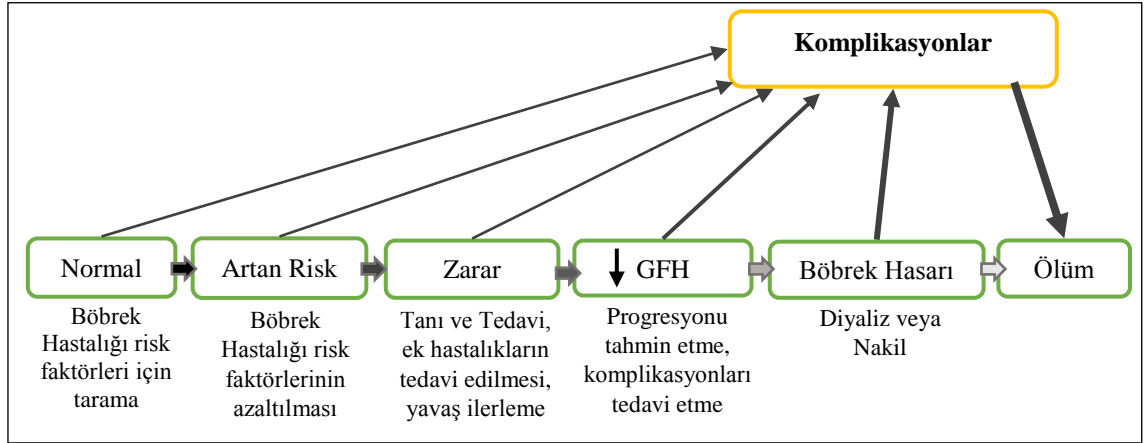 Komplikasyonlar
Normal
Artan Risk
Zarar
GFH
Böbrek Hasarı
Ölüm
Böbrek
Hastalığı risk
faktörleri için
tarama
Böbrek
Hastalığı risk
faktörlerinin
azaltılması
Tanı ve Tedavi,
ek hastalıkların
tedavi edilmesi,
yavaş ilerleme
Progresyonu
tahmin etme,
komplikasyonları
tedavi etme
Diyaliz veya
Nakil